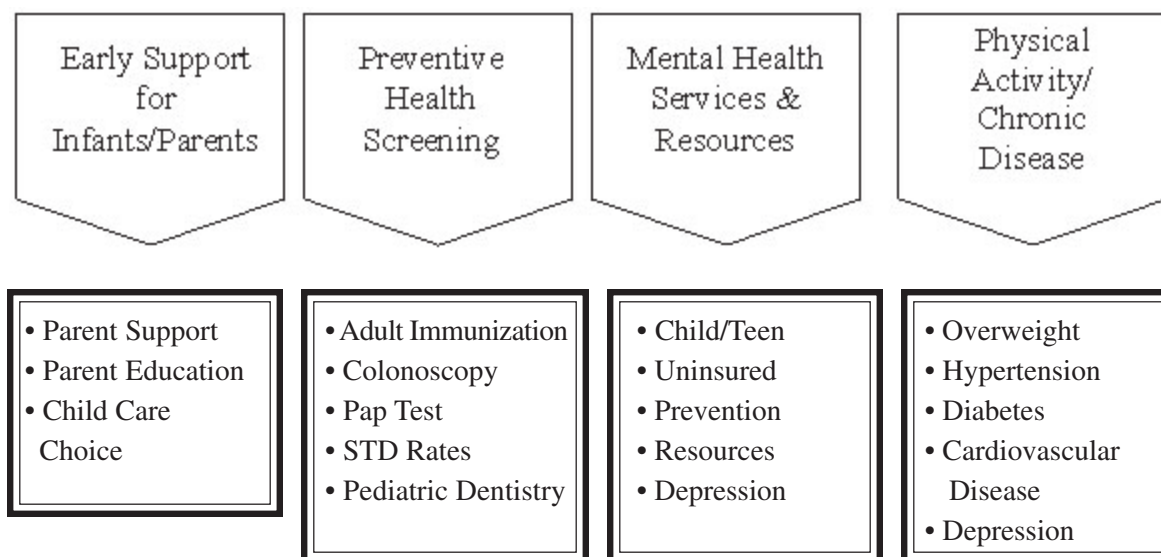 Early Support
for
Infants/Parents
Preventive
Health
Screening
Mental Health
Services &
Resources
Physical
Activity/
Chronic
Disease
• Parent Support
• Parent Education
• Child Care
Choice
• Adult Immunization
• Colonoscopy
• Pap Test
• STD Rates
• Pediatric Dentistry
• Child/Teen
• Uninsured
• Prevention
• Resources
• Depression
• Overweight
• Hypertension
• Diabetes
• Cardiovascular
Disease
• Depression